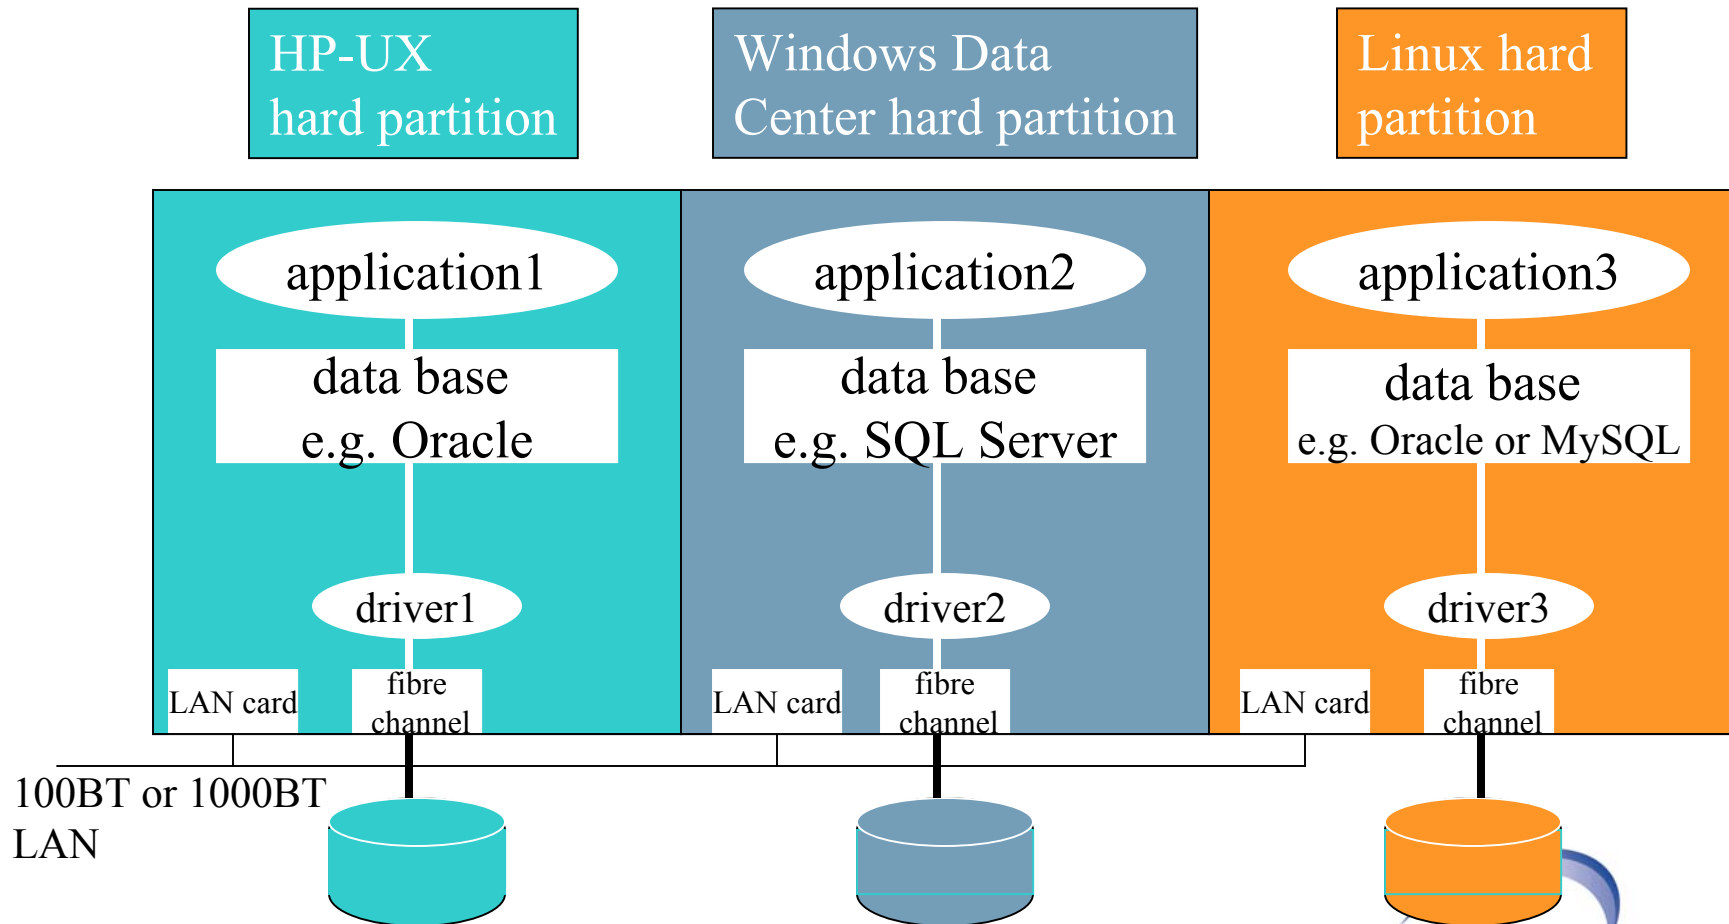 HP-UX
hard partition
Windows Data
Center hard partition
Linux hard
partition
application1
data base
e.g. Oracle
driver1
LAN card
fibre
channel
application2
data base
e.g. SQL Server
driver2
LAN card
fibre
channel
application3
data base
e.g. Oracle or MySQL
driver3
LAN card
fibre
channel
100BT or 1000BT
LAN